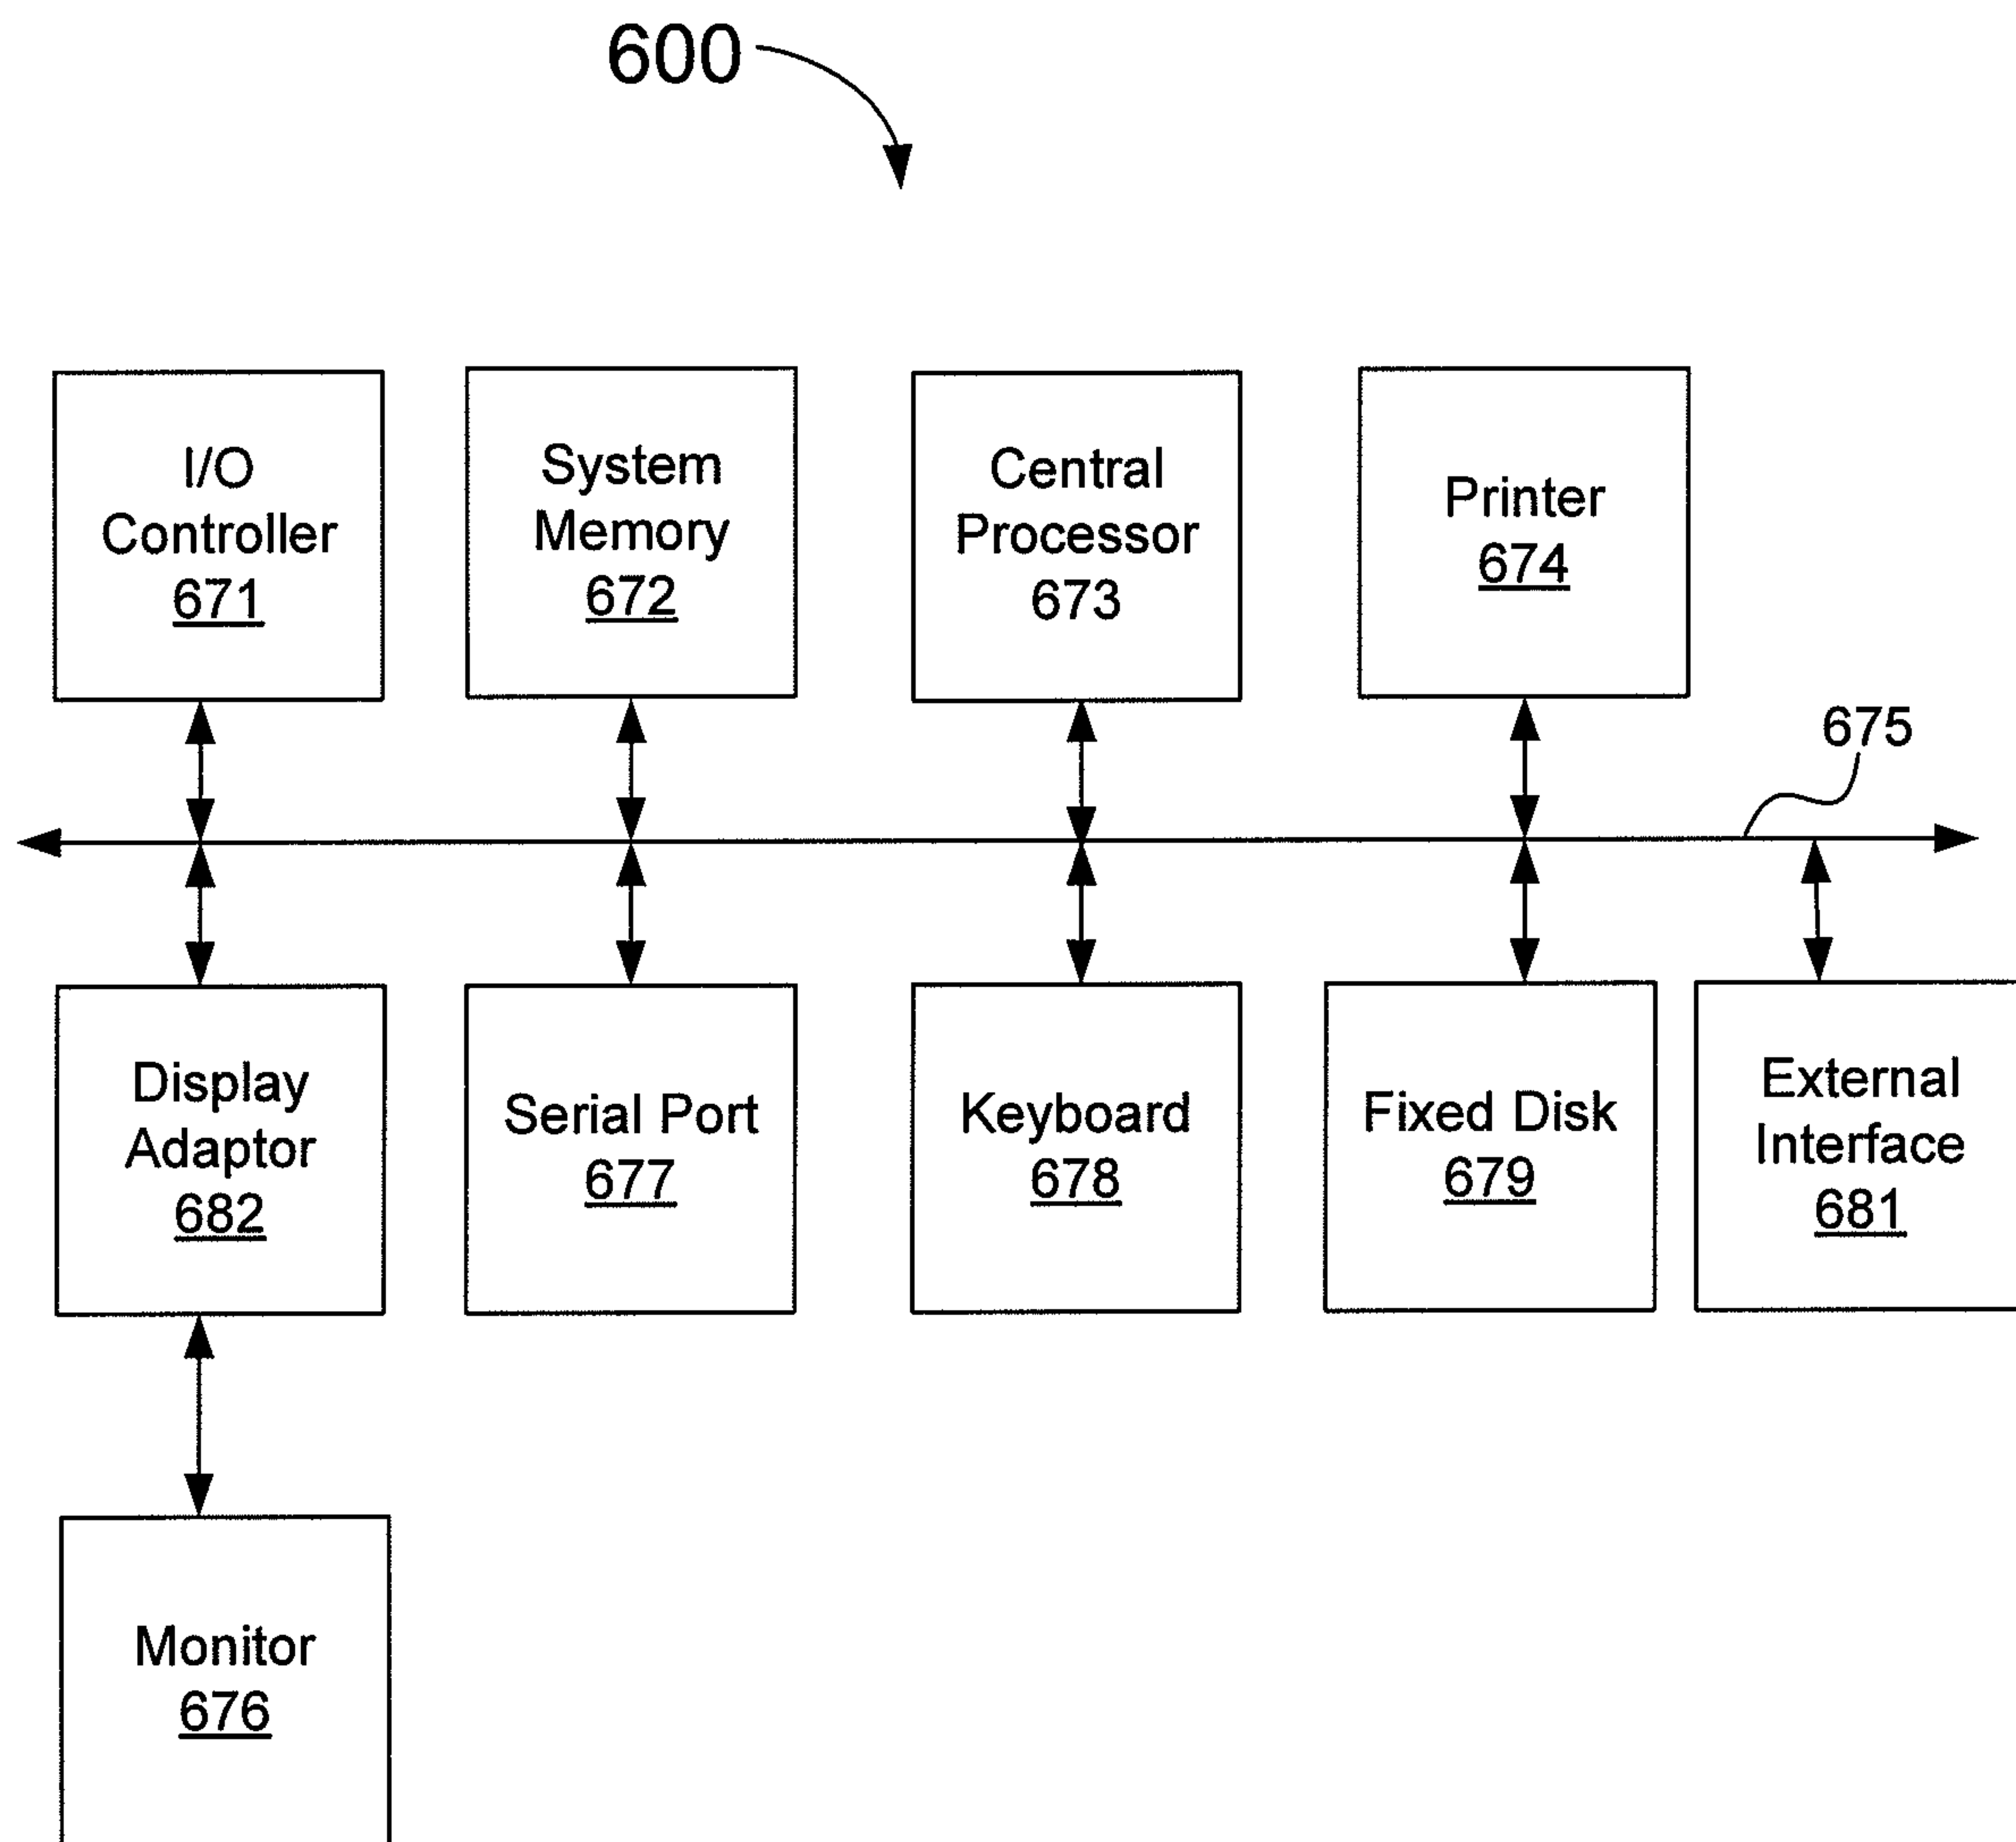 600
I/O
Controller
671
System
Memory
672
Central
Processor
673
Printer
674
675
Display
Adaptor
682
Serial Port
677
Keyboard
678
Fixed Disk
679
External
Interface
681
Monitor
676